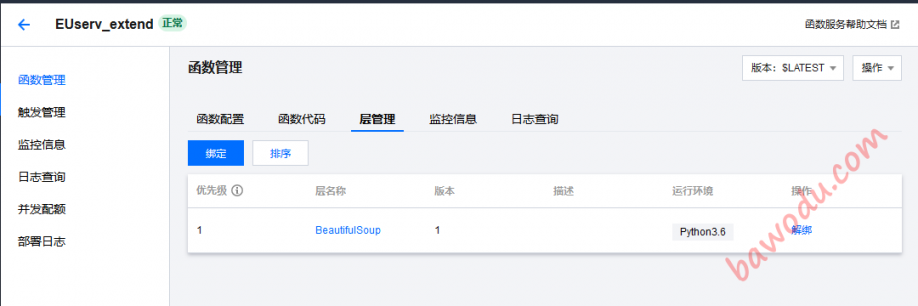 EUserv_extend 正常
函数服务帮助文档
函数管理
触发管理
监控信息
日志查询
并发配额
部署日志
函数管理
版本：$LATEST
操作
函数配置 函数代码 层管理 监控信息 日志查询
绑定 排序
优先级 层名称 版本 描述 运行环境 操作
1 BeautifulSoup 1 Python3.6 解绑
bawodu.com